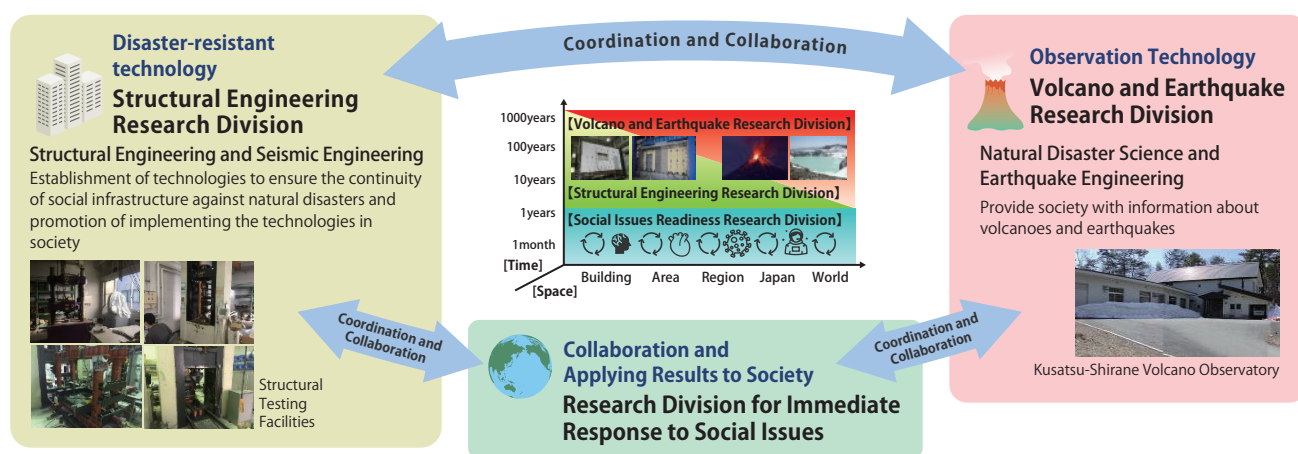 Coordination and Collaboration
Disaster-resistant
technology
Structural Engineering
Research Division
Structural Engineering and Seismic Engineering
Establishment of technologies to ensure the continuity
of social infrastructure against natural disasters and
promotion of implementing the technologies in
society
Structural
Testing
Facilities
1000years
100years
10years
1years
1month
[Time]
[Space]
【Volcano and Earthquake Research Division】
【Structural Engineering Research Division】
【Social Issues Readiness Research Division】
Building Area Region Japan World
Observation Technology
Volcano and Earthquake
Research Division
Natural Disaster Science and
Earthquake Engineering
Provide society with information about
volcanoes and earthquakes
Kusatsu-Shirane Volcano Observatory
Coordination and
Collaboration
Coordination and
Collaboration
Collaboration and
Applying Results to Society
Research Division for Immediate
Response to Social Issues